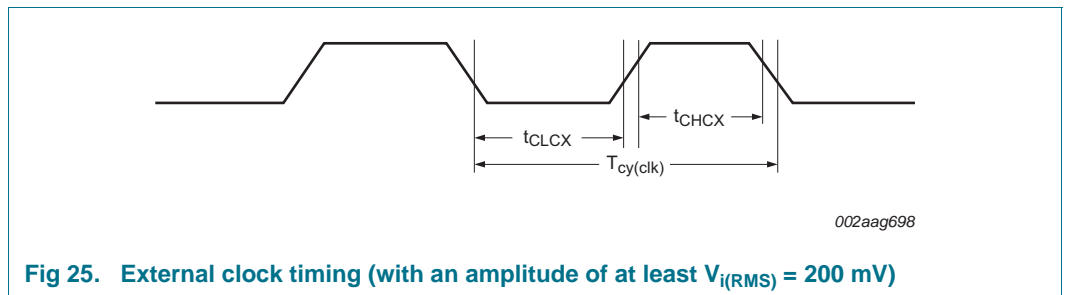 tCHCX
tCLCX
Tcy(clk)
002aag698
Fig 25. External clock timing (with an amplitude of at least Vi(RMS) = 200 mV)